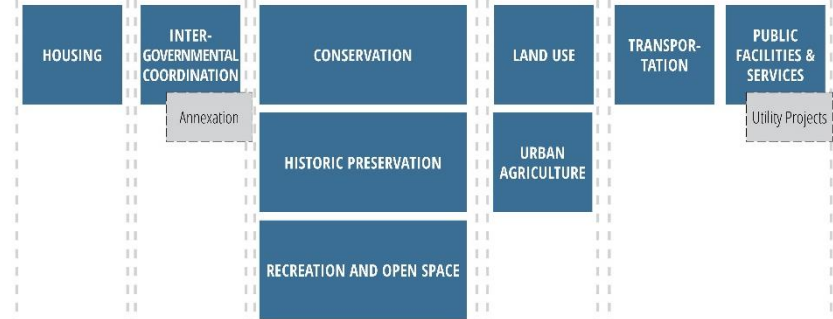 HOUSING
INTER-
GOVERNMENTAL
COORDINATION
Annexation
CONSERVATION
HISTORIC PRESERVATION
RECREATION AND OPEN SPACE
LAND USE
URBAN
AGRICULTURE
TRANSPOR-
TATION
PUBLIC
FACILITIES &
SERVICES
Utility Projects